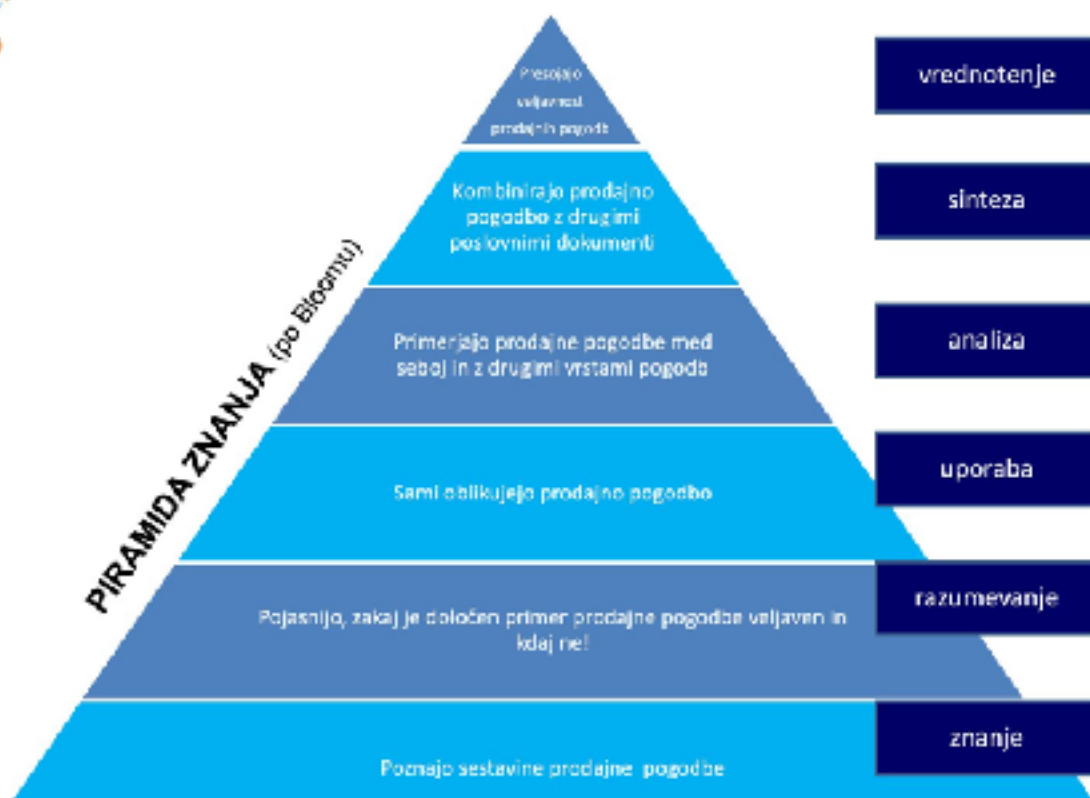 Presojajo
veljavnost
prodajnih pogodb
vrednotenje
Kombinirajo prodajno
pogodbo z drugimi
poslovnimi dokumenti
sinteza
PIRAMIDA ZNANJA (po Bloomu)
Primerjajo prodajne pogodbe med
seboj in z drugimi vrstami pogodb
analiza
Sami oblikujejo prodajno pogodbo
uporaba
Pojasnijo, zakaj je določen primer prodajne pogodbe veljaven in
kdaj ne!
razumevanje
Poznajo sestavine prodajne pogodbe
znanje